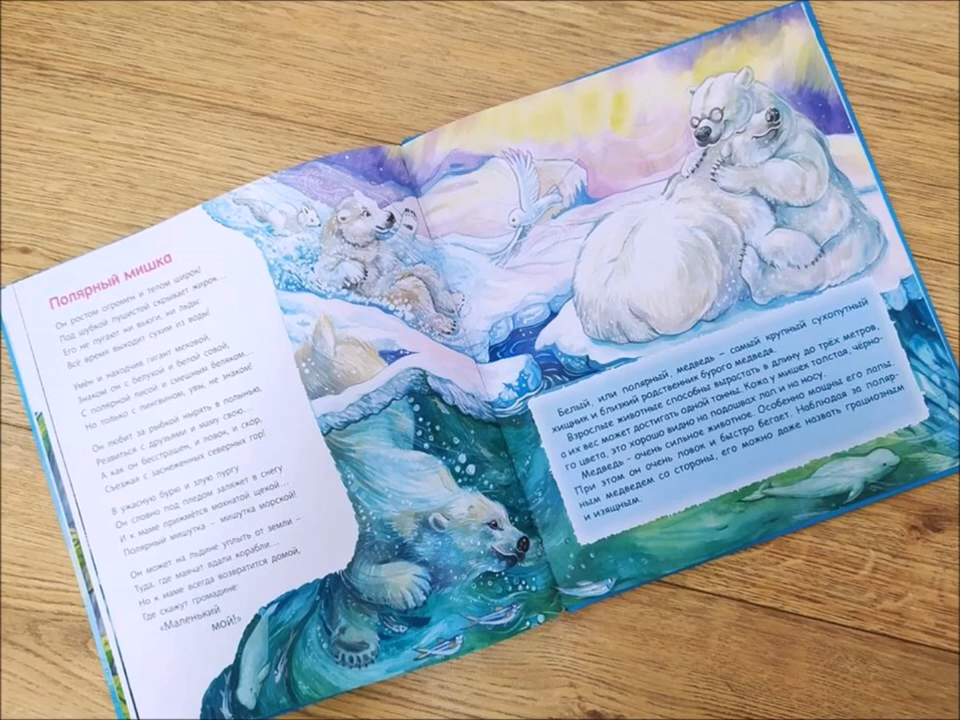 Полярный мишка
Он ростом огромен и телом широк!
Под шубкой пушистой скрывает жирок...
Его не пугают ни вьюги, ни льды:
Всё время выходит сухим из воды!
Умён и находчив гигант меховой,
Знаком он с белухой и белой совой,
С полярной лисой и смешным беляком...
Но только с пингвином, увы, не знаком!
Он любит за рыбкой нырять в полынью,
Резвиться с друзьями и маму свою...
А как он бесстрашен, и ловок, и скор,
Съезжая с заснеженных северных гор!
В ужасную бурю и злую пургу
Он словно под пледом заляжет в снегу
И к маме прижмётся мохнатой щекой...
Полярный мишутка – мишутка морской!
Он может на льдине уплыть от земли –
Туда, где маячат вдали корабли...
Но к маме всегда возвратится домой,
Где скажут громадине:
«Маленький
мой!»
Белый, или полярный, медведь – самый крупный сухопутный
хищник и близкий родственник бурого медведя.
Взрослые животные способны вырастать в длину до трёх метров,
а их вес может достигать одной тонны. Кожа у мишек толстая, чёрно-
го цвета, это хорошо видно на подошвах лап и на носу.
Медведь – очень сильное животное. Особенно мощны его лапы.
При этом он очень ловок и быстро бегает. Наблюдая за поляр-
ным медведем со стороны, его можно даже назвать грациозным
и изящным.